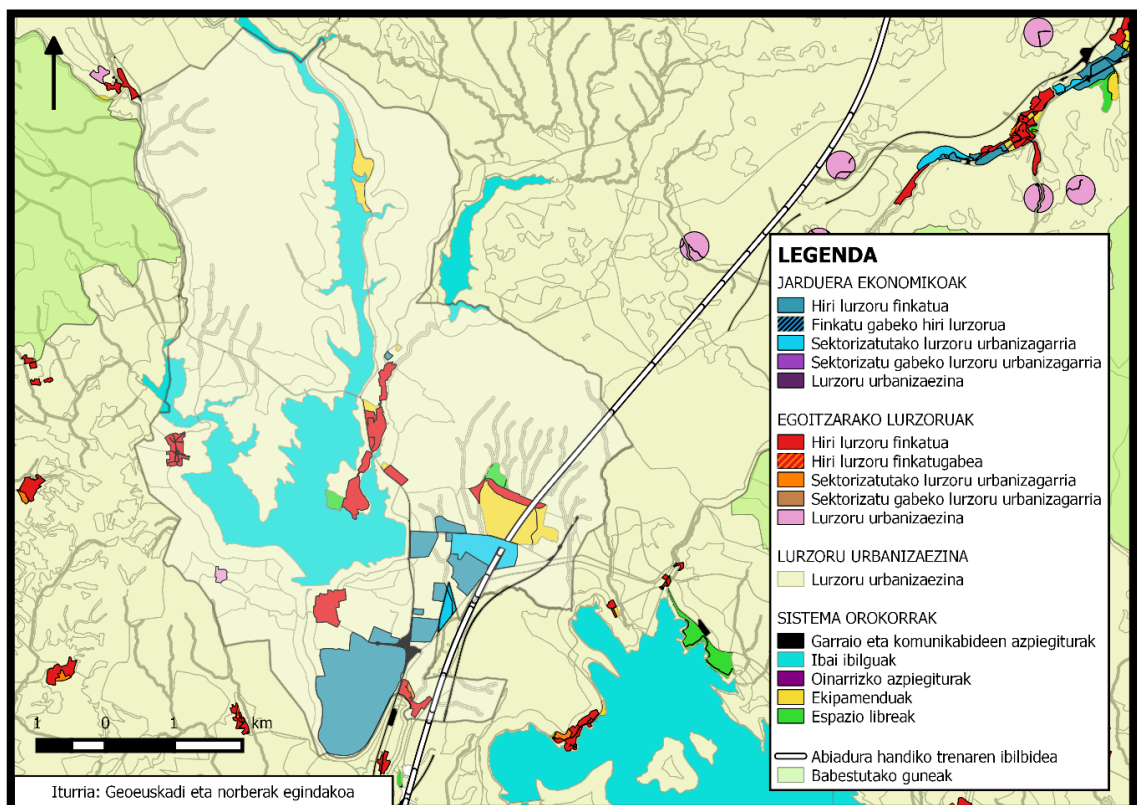 LEGENDA
JARDUERA EKONOMIKOAK
Hiri lurzoru finkatua
Finkatu gabeko hiri lurzorua
Sektorizatutako lurzoru urbanizagarria
Sektorizatu gabeko lurzoru urbanizagarria
Lurzoru urbanizaezina
EGOITZARAKO LURZORUAK
Hiri lurzoru finkatua
Hiri lurzoru finkatugabea
Sektorizatutako lurzoru urbanizagarria
Sektorizatu gabeko lurzoru urbanizagarria
Lurzoru urbanizaezina
LURZORU URBANIZAEZINA
Lurzoru urbanizaezina
SISTEMA OROKORRAK
Garraio eta komunikabideen azpiegiturak
Ibai ibilguak
Oinarrizko azpiegiturak
Ekipamenduak
Espazio libreak
Abiadura handiko trenaren ibilbidea
Babestutako guneak
1 0 1 2 km
Iturria: Geoeuskadi eta norberak egindakoa